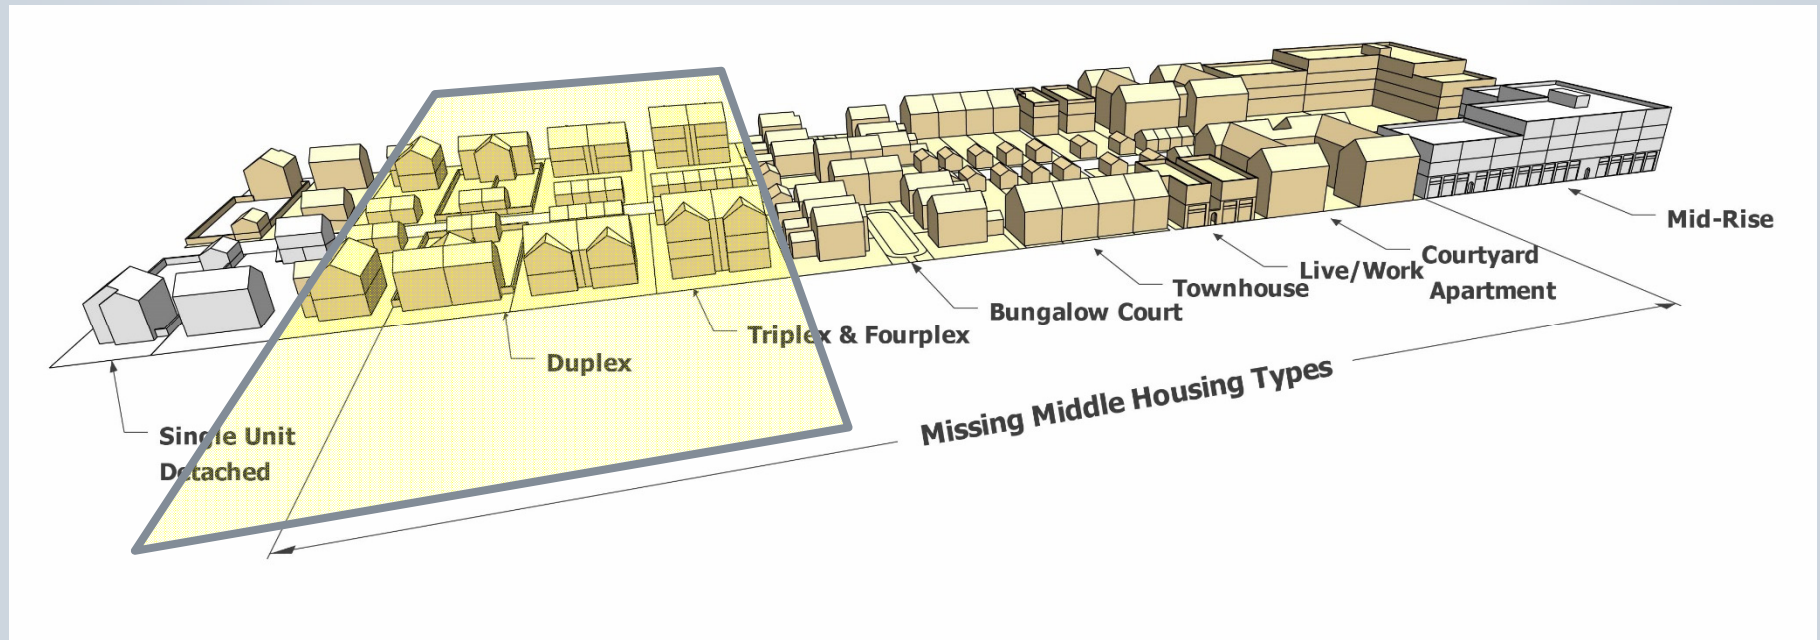 Single Unit
Detached
Duplex
Triplex & Fourplex
Bungalow Court
Townhouse
Live/Work
Courtyard
Apartment
Mid-Rise
Missing Middle Housing Types